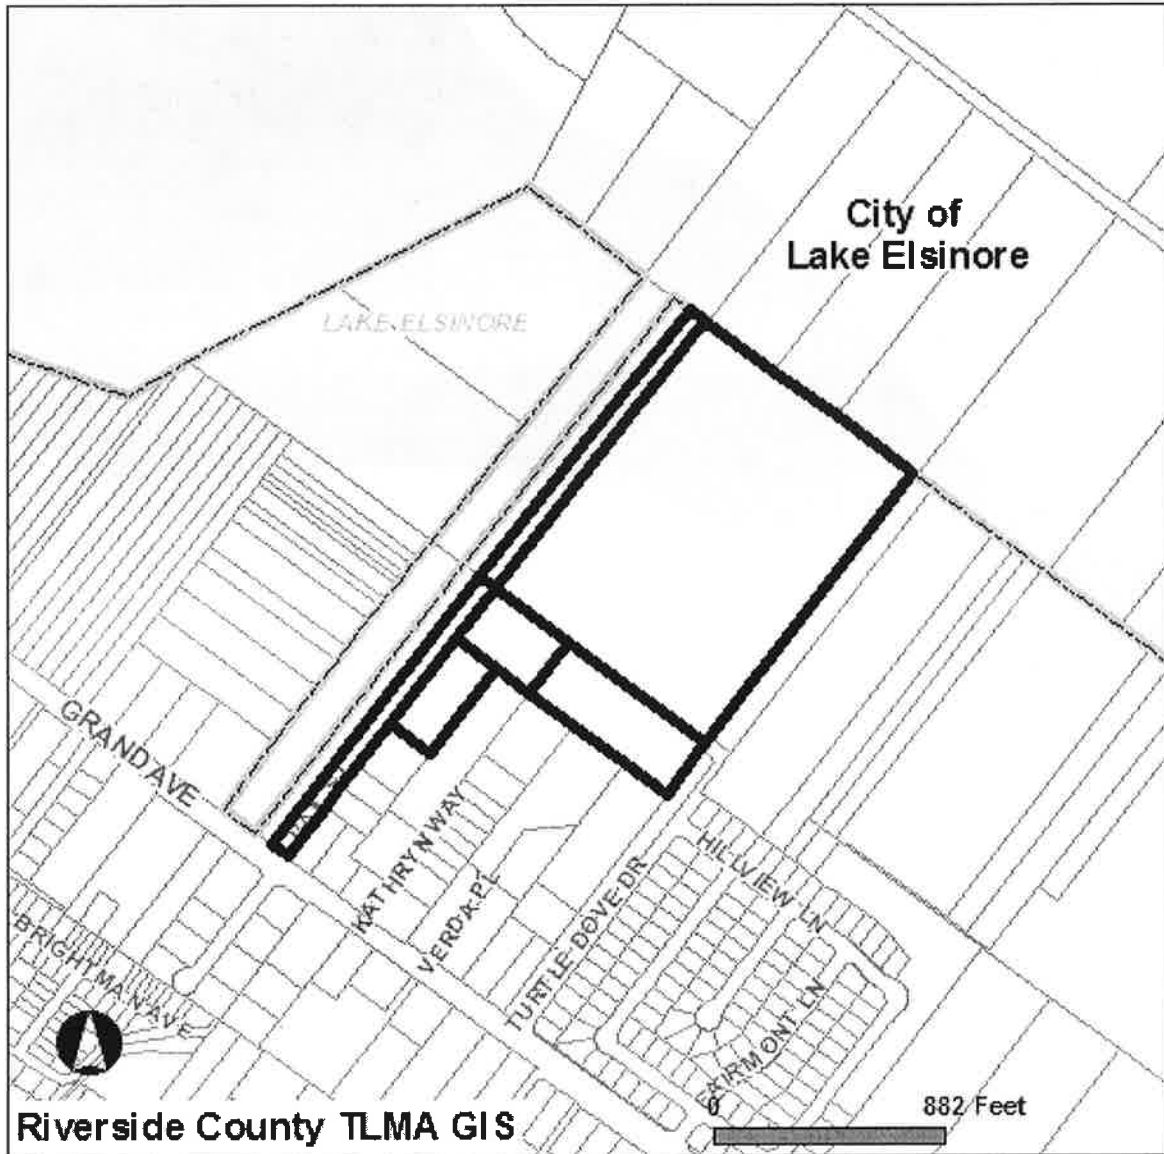 City of
Lake Elsinore
LAKE ELSINORE
GRAND AVE
KATHRYN WAY
VERDA PL
TURTLE DOVE DR
HILLVIEW LN
BRIGHTMAN AVE
FAIRMONT LN
0 882 Feet
Riverside County TLMA GIS